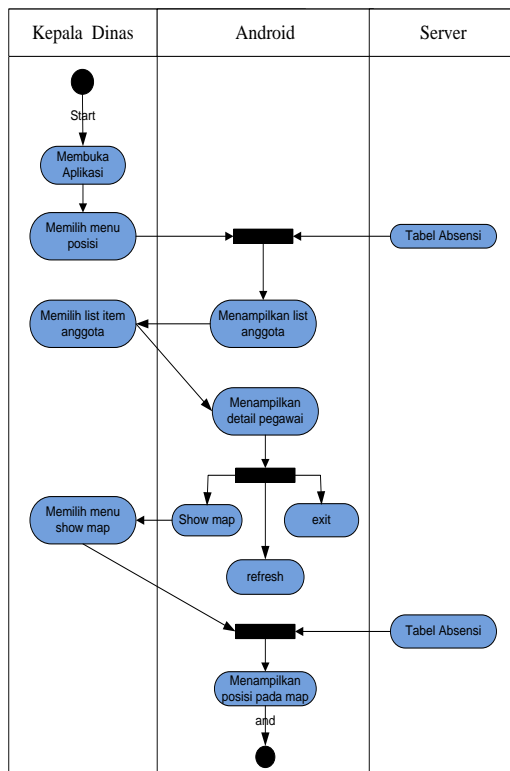 Kepala Dinas
Android
Server
Start
Membuka
Aplikasi
Memilih menu
posisi
Tabel Absensi
Memilih list item
anggota
Menampilkan list
anggota
Menampilkan
detail pegawai
Memilih menu
show map
Show map
exit
refresh
Tabel Absensi
Menampilkan
posisi pada map
and